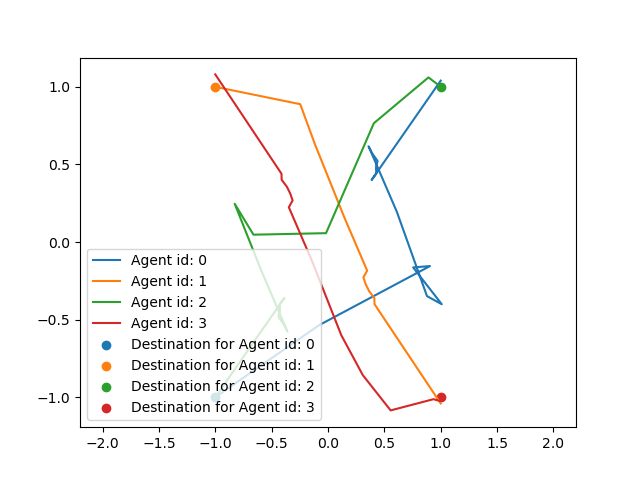 1.0
0.5
0.0
−0.5
−1.0
Agent id: 0
Agent id: 1
Agent id: 2
Agent id: 3
Destination for Agent id: 0
Destination for Agent id: 1
Destination for Agent id: 2
Destination for Agent id: 3
−2.0 −1.5 −1.0 −0.5 0.0 0.5 1.0 1.5 2.0